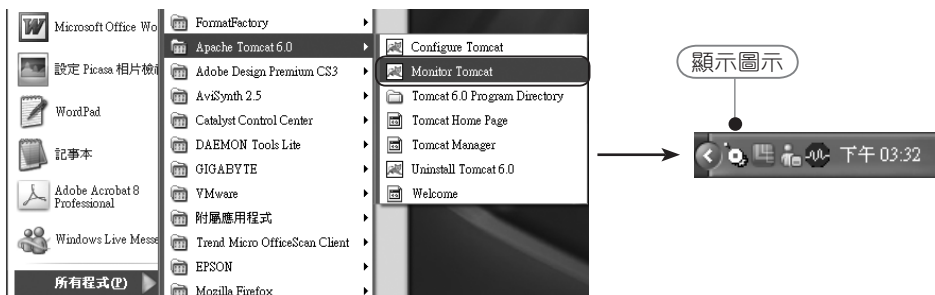 Microsoft Office Wo
設定 Picasa 相片檢
WordPad
記事本
Adobe Acrobat 8
Professional
Windows Live Messe
所有程式(P)
FormatFactory
Apache Tomcat 6.0
Adobe Design Premium CS3
AviSynth 2.5
Catalyst Control Center
DAEMON Tools Lite
GIGABYTE
VMware
附屬應用程式
Trend Micro OfficeScan Client
EPSON
Mozilla Firefox
Configure Tomcat
Monitor Tomcat
Tomcat 6.0 Program Directory
Tomcat Home Page
Tomcat Manager
Uninstall Tomcat 6.0
Welcome
顯示圖示
下午 03:32